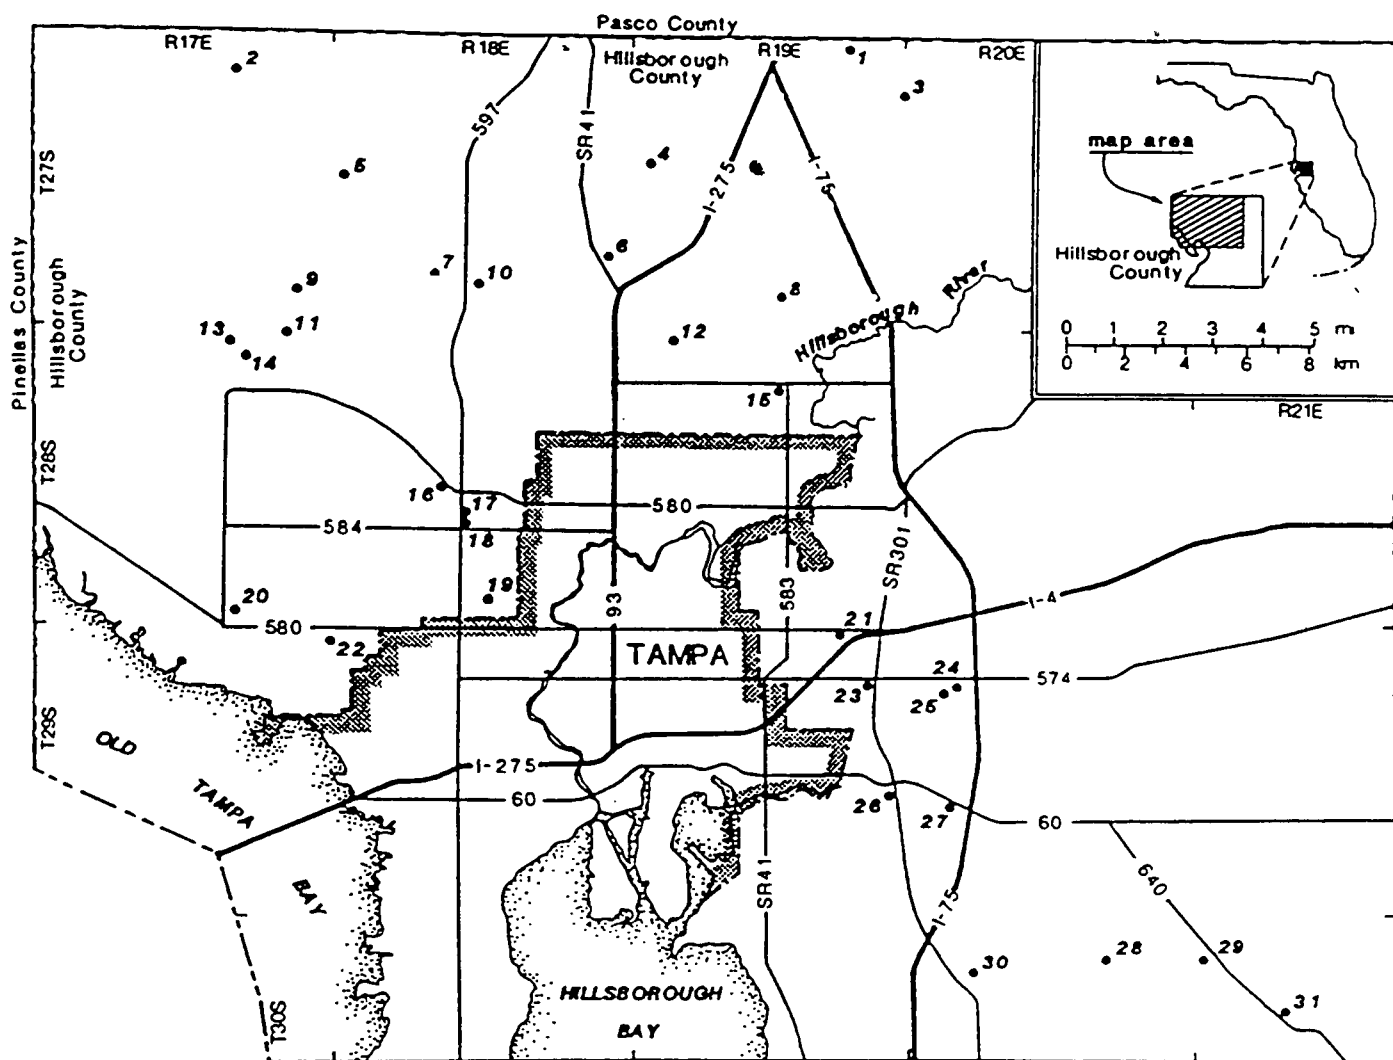 Pasco County
R17E
R18E
Hillsborough
County
R19E
R20E
1
2
3
597
SR41
4
I-275
I-75
5
T27S
map area
Hillsborough
County
0 1 2 3 4 5 mi
0 2 4 6 8 km
6
7
10
9
8
Hillsborough River
Pinellas County
Hillsborough
County
13
11
14
12
15
R21E
T28S
16
17
580
584
18
SR301
19
93
583
I-4
20
580
21
22
TAMPA
24
23
25
574
T29S
OLD
TAMPA
BAY
I-275
60
26
27
60
SR41
640
I-75
30
28
29
31
HILLSBOROUGH
BAY
T30S